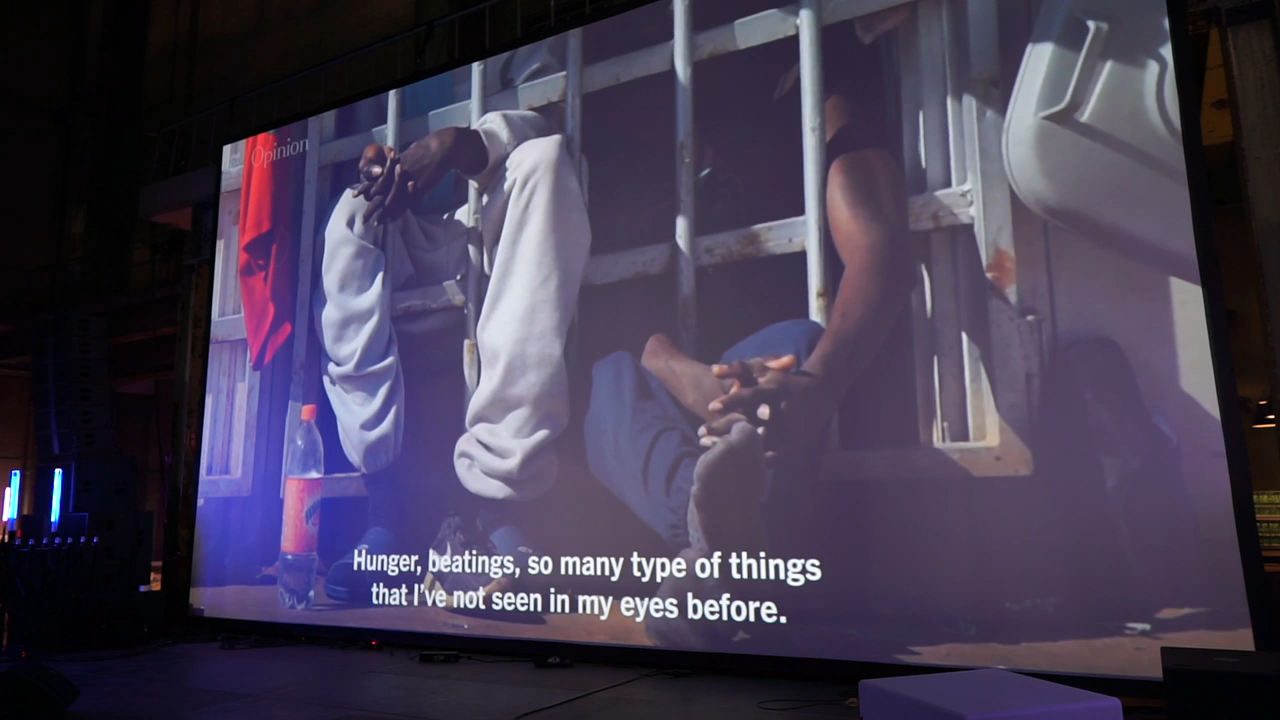 Opinion
Hunger, beatings, so many type of things
that I've not seen in my eyes before.